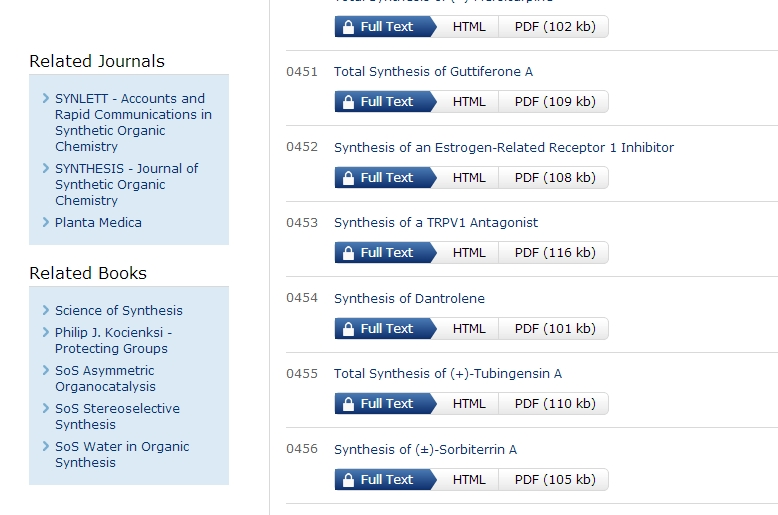 Full Text HTML PDF (102 kb)
Related Journals
SYNLETT - Accounts and
Rapid Communications in
Synthetic Organic
Chemistry
SYNTHESIS - Journal of
Synthetic Organic
Chemistry
Planta Medica
Related Books
Science of Synthesis
Philip J. Kocienksi -
Protecting Groups
SoS Asymmetric
Organocatalysis
SoS Stereoselective
Synthesis
SoS Water in Organic
Synthesis
0451 Total Synthesis of Guttiferone A
Full Text HTML PDF (109 kb)
0452 Synthesis of an Estrogen-Related Receptor 1 Inhibitor
Full Text HTML PDF (108 kb)
0453 Synthesis of a TRPV1 Antagonist
Full Text HTML PDF (116 kb)
0454 Synthesis of Dantrolene
Full Text HTML PDF (101 kb)
0455 Total Synthesis of (+)-Tubingensin A
Full Text HTML PDF (110 kb)
0456 Synthesis of (±)-Sorbiterrin A
Full Text HTML PDF (105 kb)